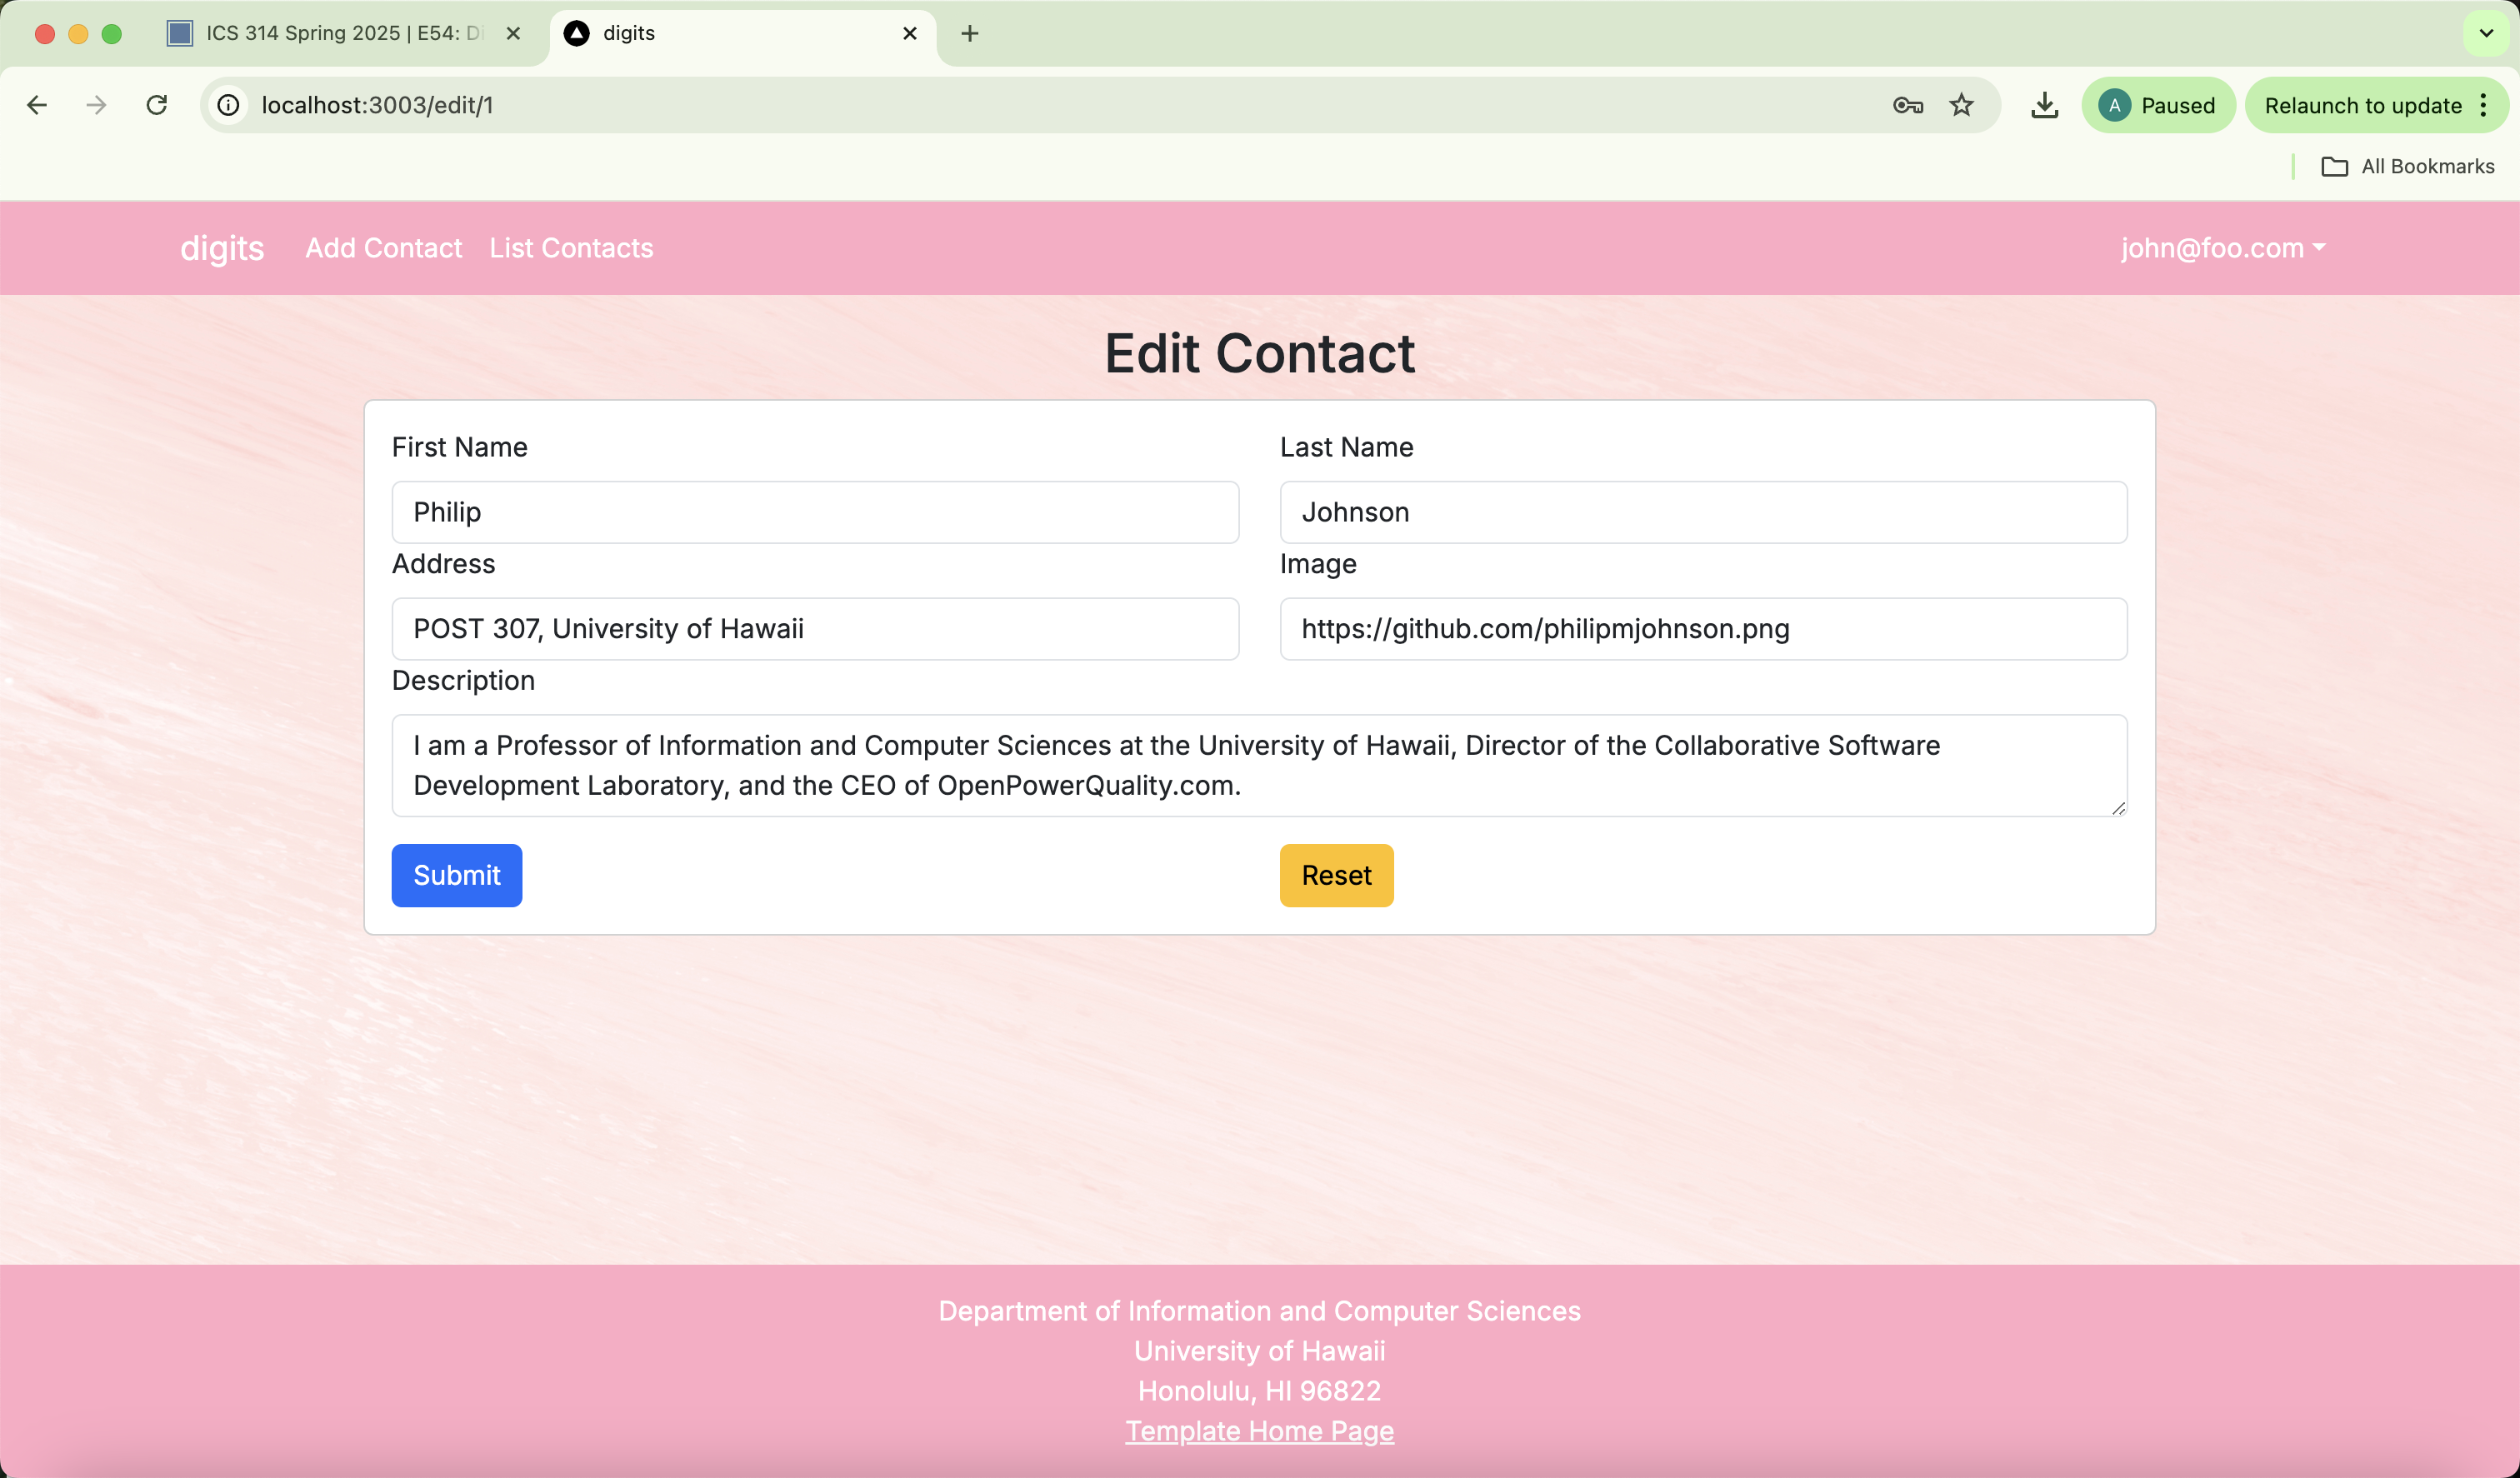 ICS 314 Spring 2025 | E54: Di
digits
localhost:3003/edit/1
A Paused
Relaunch to update
All Bookmarks
digits Add Contact List Contacts john@foo.com
Edit Contact
First Name Last Name
Philip Johnson
Address Image
POST 307, University of Hawaii https://github.com/philipmjohnson.png
Description
I am a Professor of Information and Computer Sciences at the University of Hawaii, Director of the Collaborative Software
Development Laboratory, and the CEO of OpenPowerQuality.com.
Submit Reset
Department of Information and Computer Sciences
University of Hawaii
Honolulu, HI 96822
Template Home Page